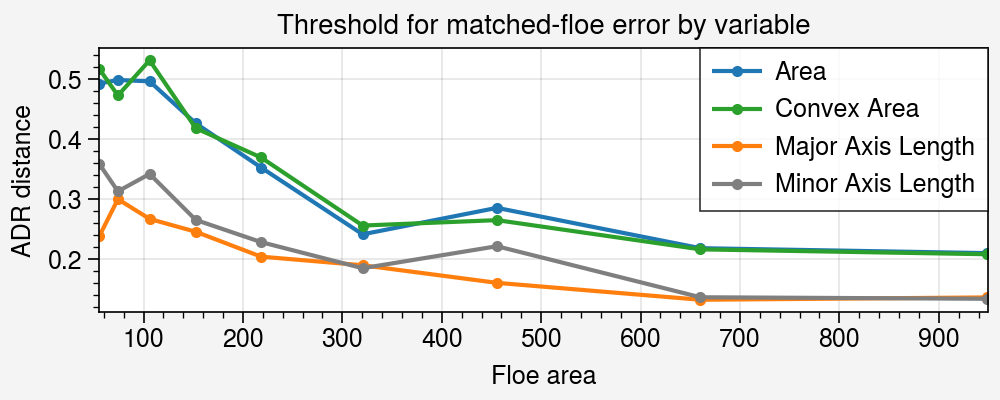 Threshold for matched-floe error by variable
ADR distance
0.5
0.4
0.3
0.2
Area
Convex Area
Major Axis Length
Minor Axis Length
100 200 300 400 500 600 700 800 900
Floe area